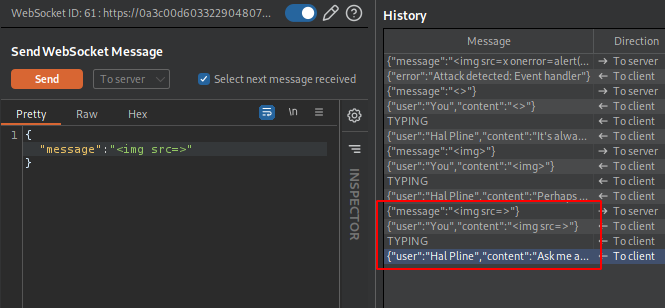 WebSocket ID: 61: https://0a3c00d603322904807...
Send WebSocket Message
Send
To server
Select next message received
Pretty
Raw
Hex
\n
1
{
"message":"<img src=>"
}
INSPECTOR
History
Message
Direction
{"message":"<img src=x onerror=alert(...
→ To server
{"error":"Attack detected: Event handler"}
← To client
{"message":"<>"}
→ To server
{"user":"You","content":"<>"}
← To client
TYPING
← To client
{"user":"Hal Pline","content":"It's alwa...
← To client
{"message":"<img>"}
→ To server
{"user":"You","content":"<img>"}
← To client
TYPING
← To client
{"user":"Hal Pline","content":"Perhaps ...
← To client
{"message":"<img src=>"}
→ To server
{"user":"You","content":"<img src=>"}
← To client
TYPING
← To client
{"user":"Hal Pline","content":"Ask me a...
← To client